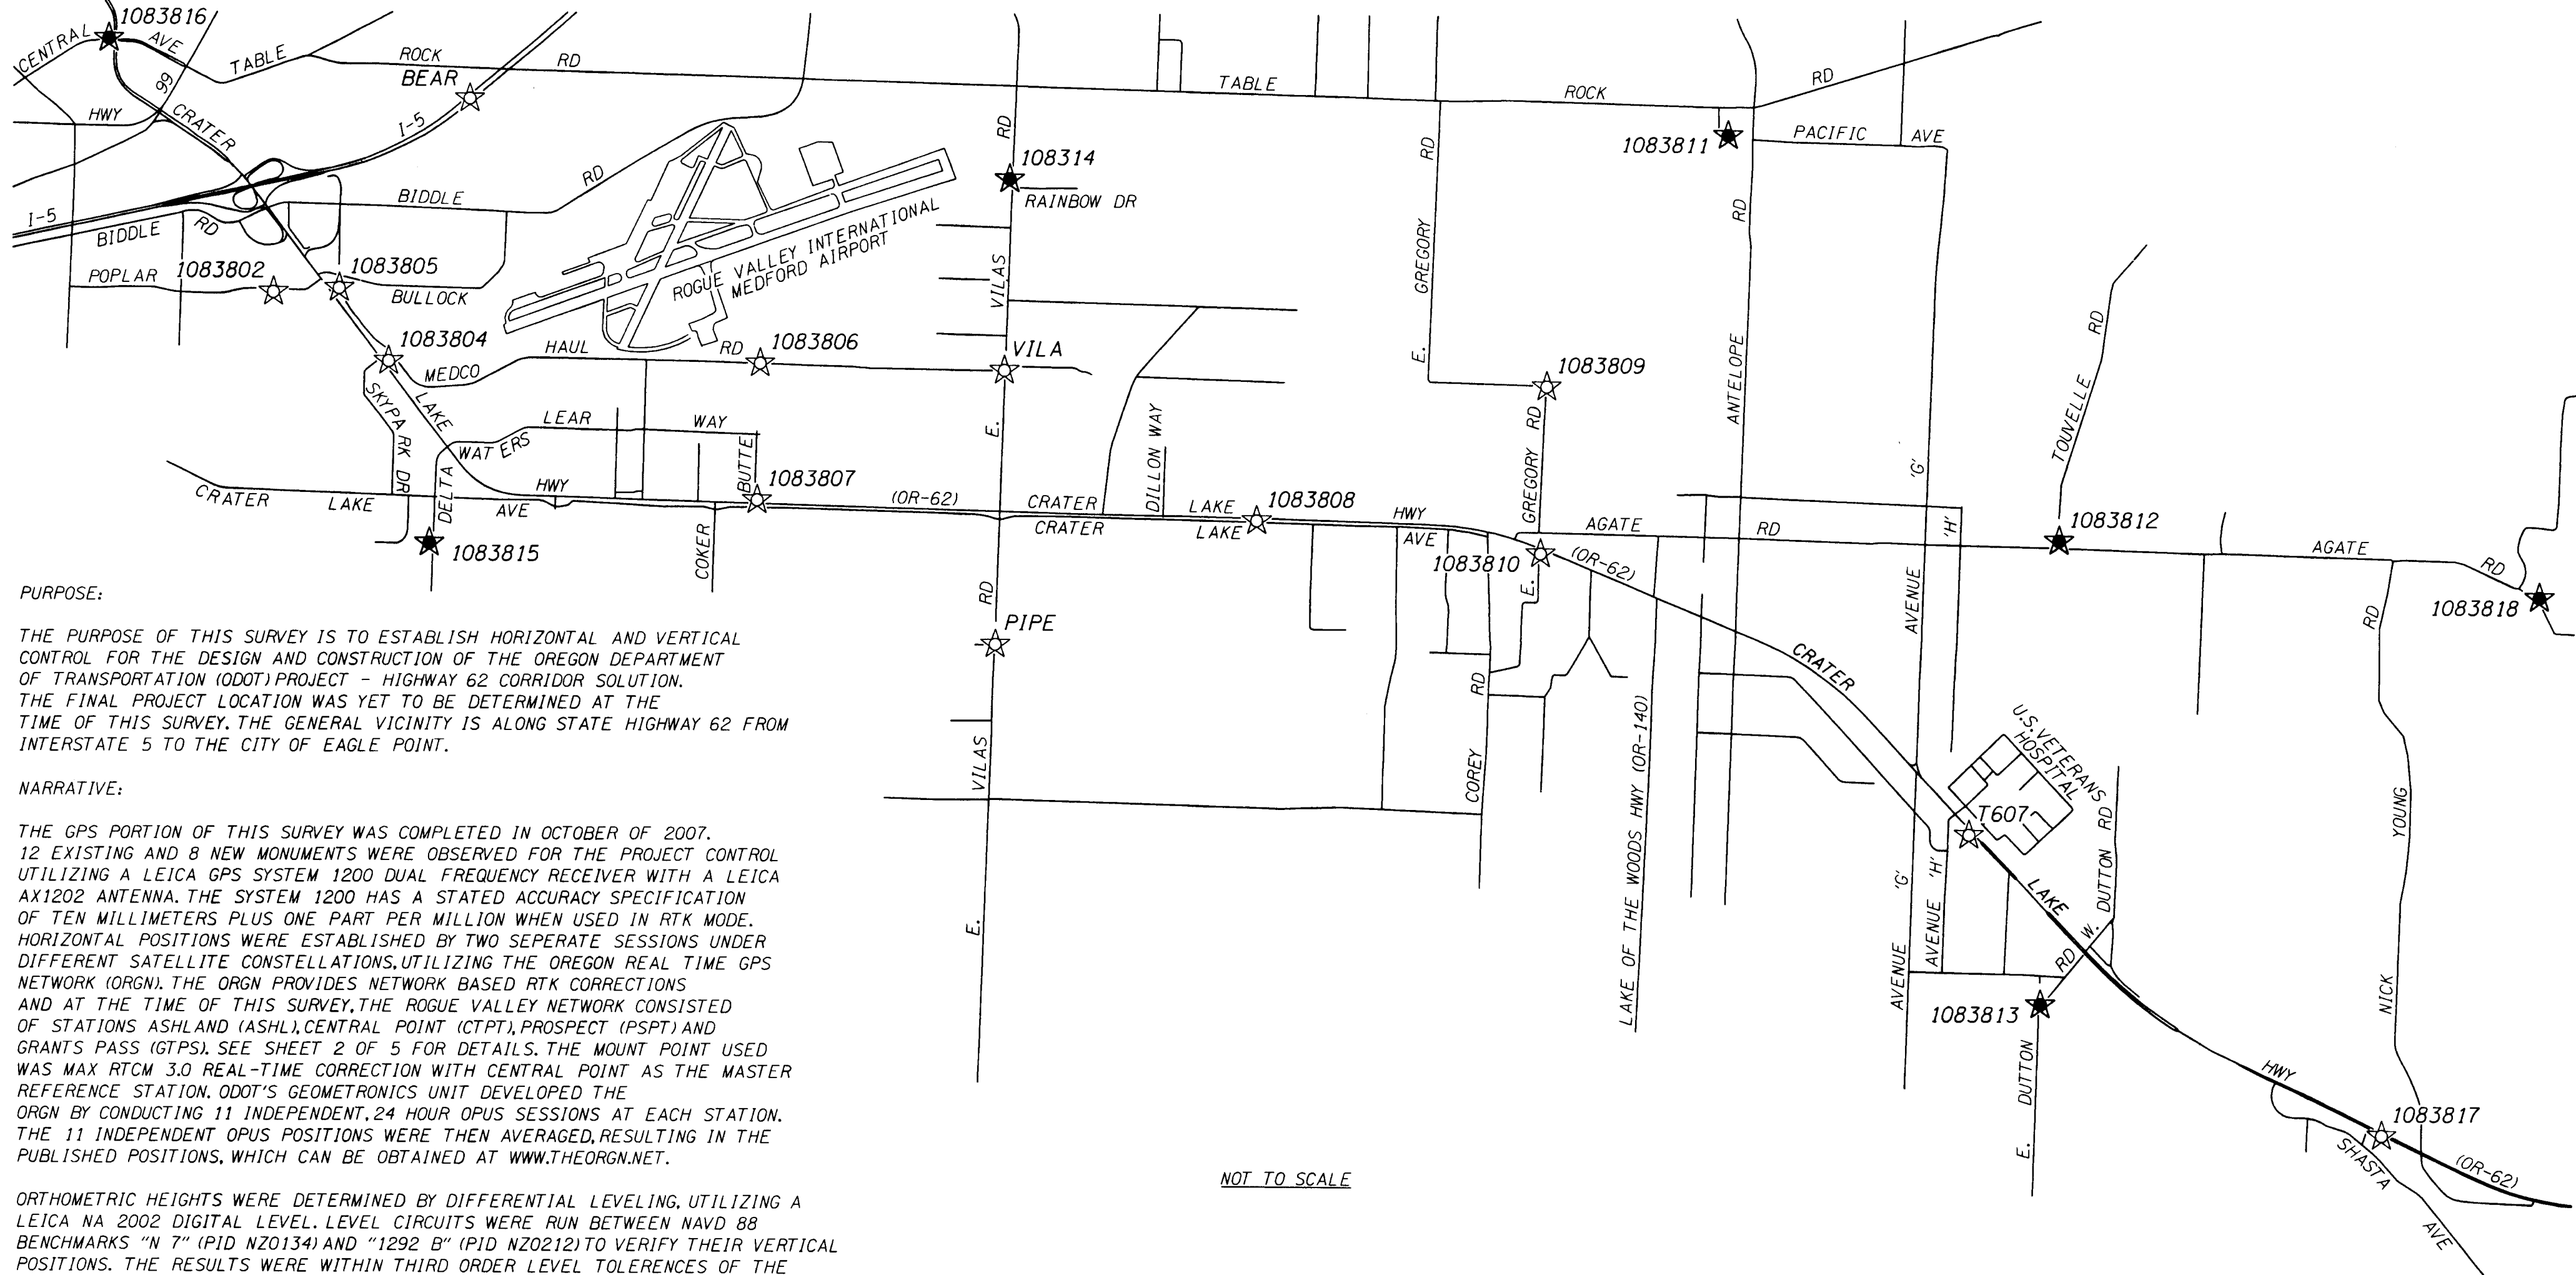 1083816
CENTRAL
AVE
TABLE
ROCK
RD
BEAR
99
HWY
CRATER
I-5
TABLE
ROCK
RD
RD
108314
RAINBOW DR
RD
1083811
PACIFIC
AVE
BIDDLE
RD
I-5
BIDDLE
RD
ROGUE VALLEY INTERNATIONAL
MEDFORD AIRPORT
GREGORY
RD
POPLAR
1083802
1083805
BULLOCK
VILAS
1083804
HAUL
RD
1083806
VILA
E.
1083809
ANTELOPE
TOUVELLE
RD
MEDCO
SKYPARK DR
LAKE
LEAR
WAY
WATERS
BUTTE
E.
DILLON WAY
GREGORY RD
'G'
DELTA
CRATER
LAKE
HWY
AVE
1083807
(OR-62)
CRATER
LAKE
CRATER
LAKE
1083808
HWY
AVE
AGATE
RD
'H'
1083812
AGATE
RD
1083815
COKER
1083810
(OR-62)
E.
AVENUE
RD
1083818
RD
PIPE
PURPOSE:
THE PURPOSE OF THIS SURVEY IS TO ESTABLISH HORIZONTAL AND VERTICAL
CONTROL FOR THE DESIGN AND CONSTRUCTION OF THE OREGON DEPARTMENT
OF TRANSPORTATION (ODOT) PROJECT - HIGHWAY 62 CORRIDOR SOLUTION.
THE FINAL PROJECT LOCATION WAS YET TO BE DETERMINED AT THE
TIME OF THIS SURVEY. THE GENERAL VICINITY IS ALONG STATE HIGHWAY 62 FROM
INTERSTATE 5 TO THE CITY OF EAGLE POINT.
NARRATIVE:
THE GPS PORTION OF THIS SURVEY WAS COMPLETED IN OCTOBER OF 2007.
12 EXISTING AND 8 NEW MONUMENTS WERE OBSERVED FOR THE PROJECT CONTROL
UTILIZING A LEICA GPS SYSTEM 1200 DUAL FREQUENCY RECEIVER WITH A LEICA
AX1202 ANTENNA. THE SYSTEM 1200 HAS A STATED ACCURACY SPECIFICATION
OF TEN MILLIMETERS PLUS ONE PART PER MILLION WHEN USED IN RTK MODE.
HORIZONTAL POSITIONS WERE ESTABLISHED BY TWO SEPERATE SESSIONS UNDER
DIFFERENT SATELLITE CONSTELLATIONS, UTILIZING THE OREGON REAL TIME GPS
NETWORK (ORGN). THE ORGN PROVIDES NETWORK BASED RTK CORRECTIONS
AND AT THE TIME OF THIS SURVEY, THE ROGUE VALLEY NETWORK CONSISTED
OF STATIONS ASHLAND (ASHL), CENTRAL POINT (CTPT), PROSPECT (PSPT) AND
GRANTS PASS (GTPS). SEE SHEET 2 OF 5 FOR DETAILS. THE MOUNT POINT USED
WAS MAX RTCM 3.0 REAL-TIME CORRECTION WITH CENTRAL POINT AS THE MASTER
REFERENCE STATION. ODOT'S GEOMETRONICS UNIT DEVELOPED THE
ORGN BY CONDUCTING 11 INDEPENDENT, 24 HOUR OPUS SESSIONS AT EACH STATION.
THE 11 INDEPENDENT OPUS POSITIONS WERE THEN AVERAGED, RESULTING IN THE
PUBLISHED POSITIONS, WHICH CAN BE OBTAINED AT WWW.THEORGN.NET.
ORTHOMETRIC HEIGHTS WERE DETERMINED BY DIFFERENTIAL LEVELING, UTILIZING A
LEICA NA 2002 DIGITAL LEVEL. LEVEL CIRCUITS WERE RUN BETWEEN NAVD 88
BENCHMARKS "N 7" (PID NZ0134) AND "1292 B" (PID NZ0212) TO VERIFY THEIR VERTICAL
POSITIONS. THE RESULTS WERE WITHIN THIRD ORDER LEVEL TOLERENCES OF THE
VILAS
E.
RD
COREY
LAKE OF THE WOODS HWY (OR-140)
CRATER
U.S. VETERANS
HOSPITAL
T607
LAKE
W. DUTTON RD
RD
AVENUE 'G'
AVENUE 'H'
1083813
E. DUTTON
NICK YOUNG
RD
HWY
1083817
(OR-62)
SHASTA
AVE
NOT TO SCALE